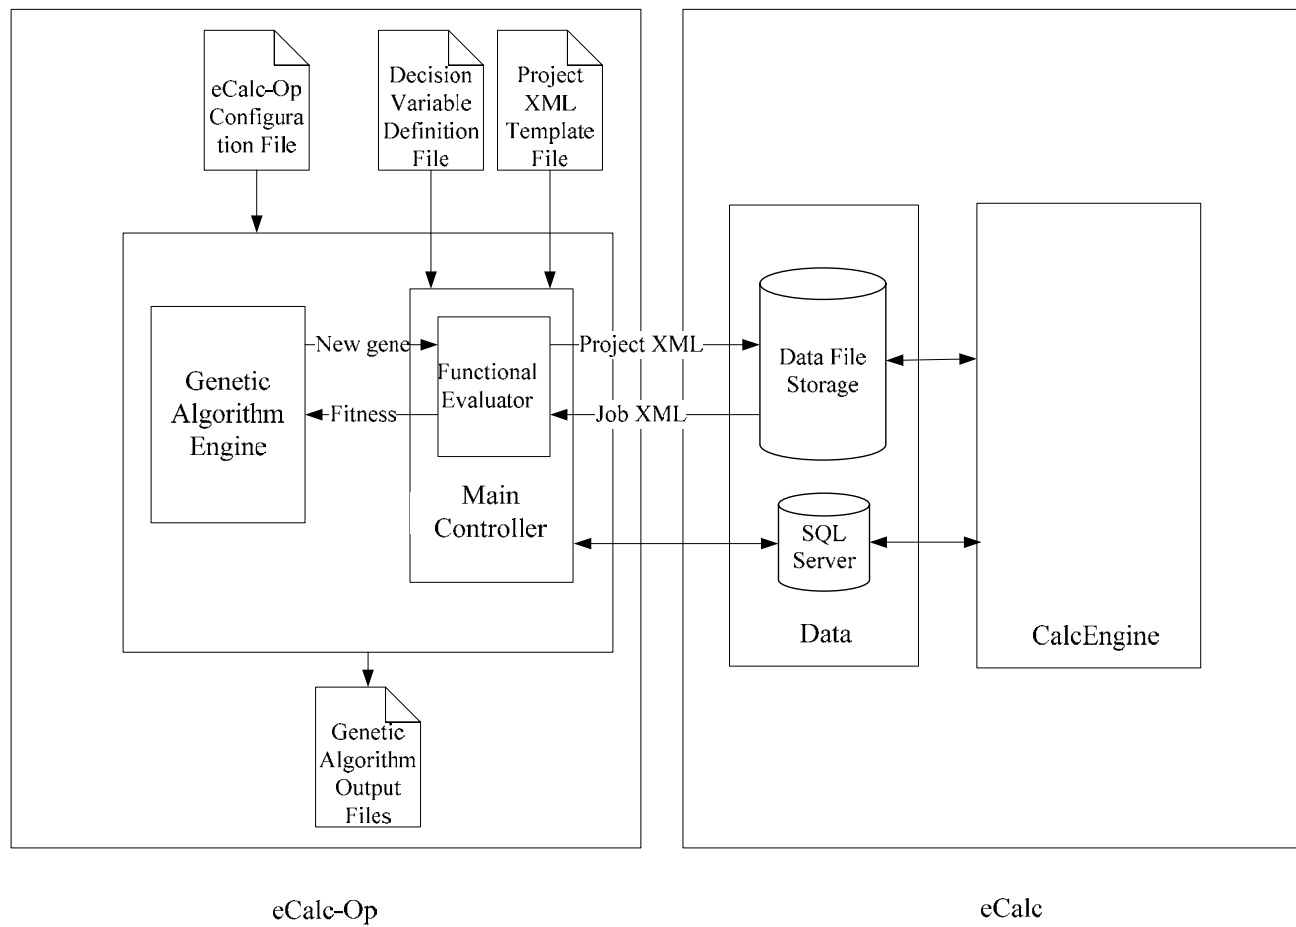 eCalc-Op
Configura
tion File
Decision
Variable
Definition
File
Project
XML
Template
File
Genetic
Algorithm
Engine
New gene
Fitness
Functional
Evaluator
Main
Controller
Project XML
Job XML
Data File
Storage
SQL
Server
Data
CalcEngine
Genetic
Algorithm
Output
Files
eCalc-Op
eCalc